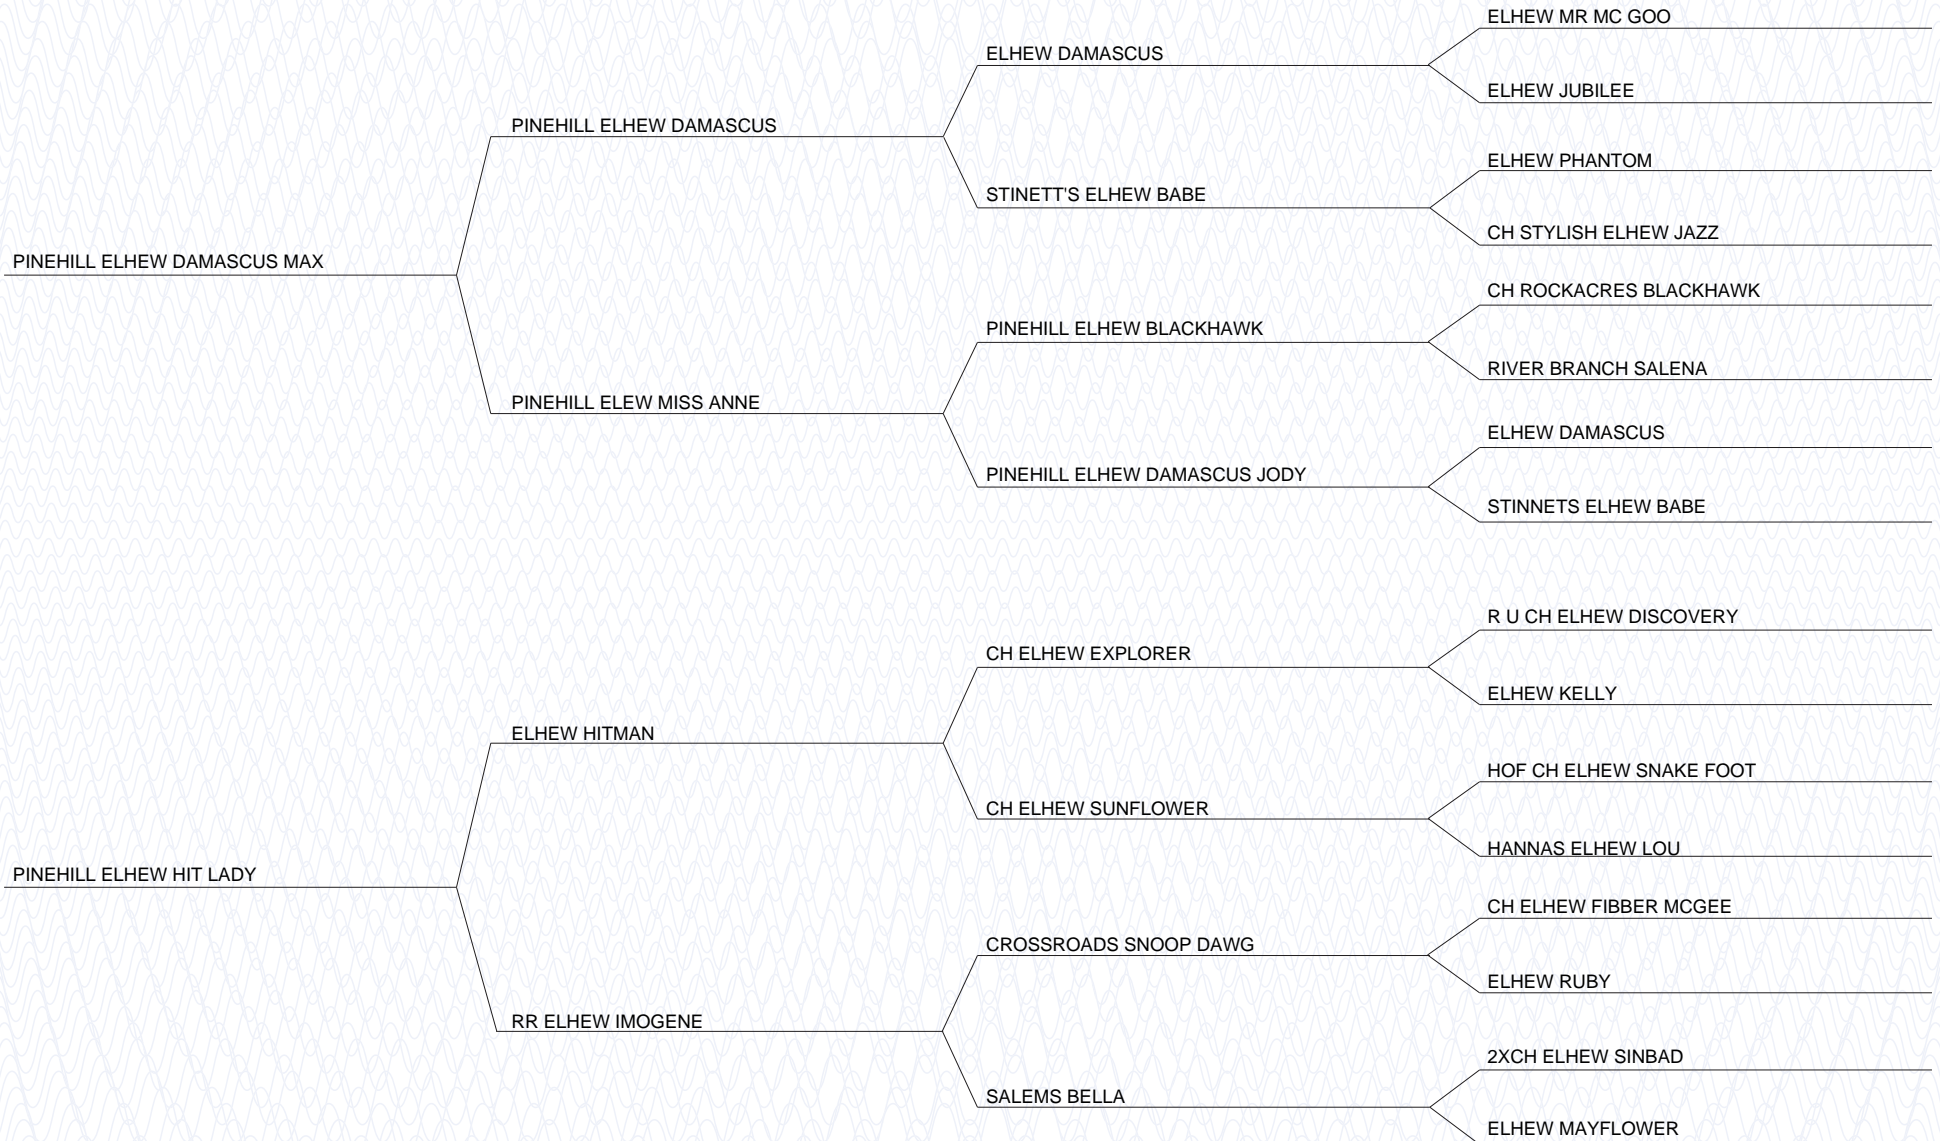 ELHEW MR MC GOO
ELHEW DAMASCUS
ELHEW JUBILEE
PINEHILL ELHEW DAMASCUS
ELHEW PHANTOM
STINETT'S ELHEW BABE
CH STYLISH ELHEW JAZZ
PINEHILL ELHEW DAMASCUS MAX
CH ROCKACRES BLACKHAWK
PINEHILL ELHEW BLACKHAWK
RIVER BRANCH SALENA
PINEHILL ELEW MISS ANNE
ELHEW DAMASCUS
PINEHILL ELHEW DAMASCUS JODY
STINNETS ELHEW BABE
R U CH ELHEW DISCOVERY
CH ELHEW EXPLORER
ELHEW KELLY
ELHEW HITMAN
HOF CH ELHEW SNAKE FOOT
CH ELHEW SUNFLOWER
HANNAS ELHEW LOU
PINEHILL ELHEW HIT LADY
CH ELHEW FIBBER MCGEE
CROSSROADS SNOOP DAWG
ELHEW RUBY
RR ELHEW IMOGENE
2XCH ELHEW SINBAD
SALEMS BELLA
ELHEW MAYFLOWER